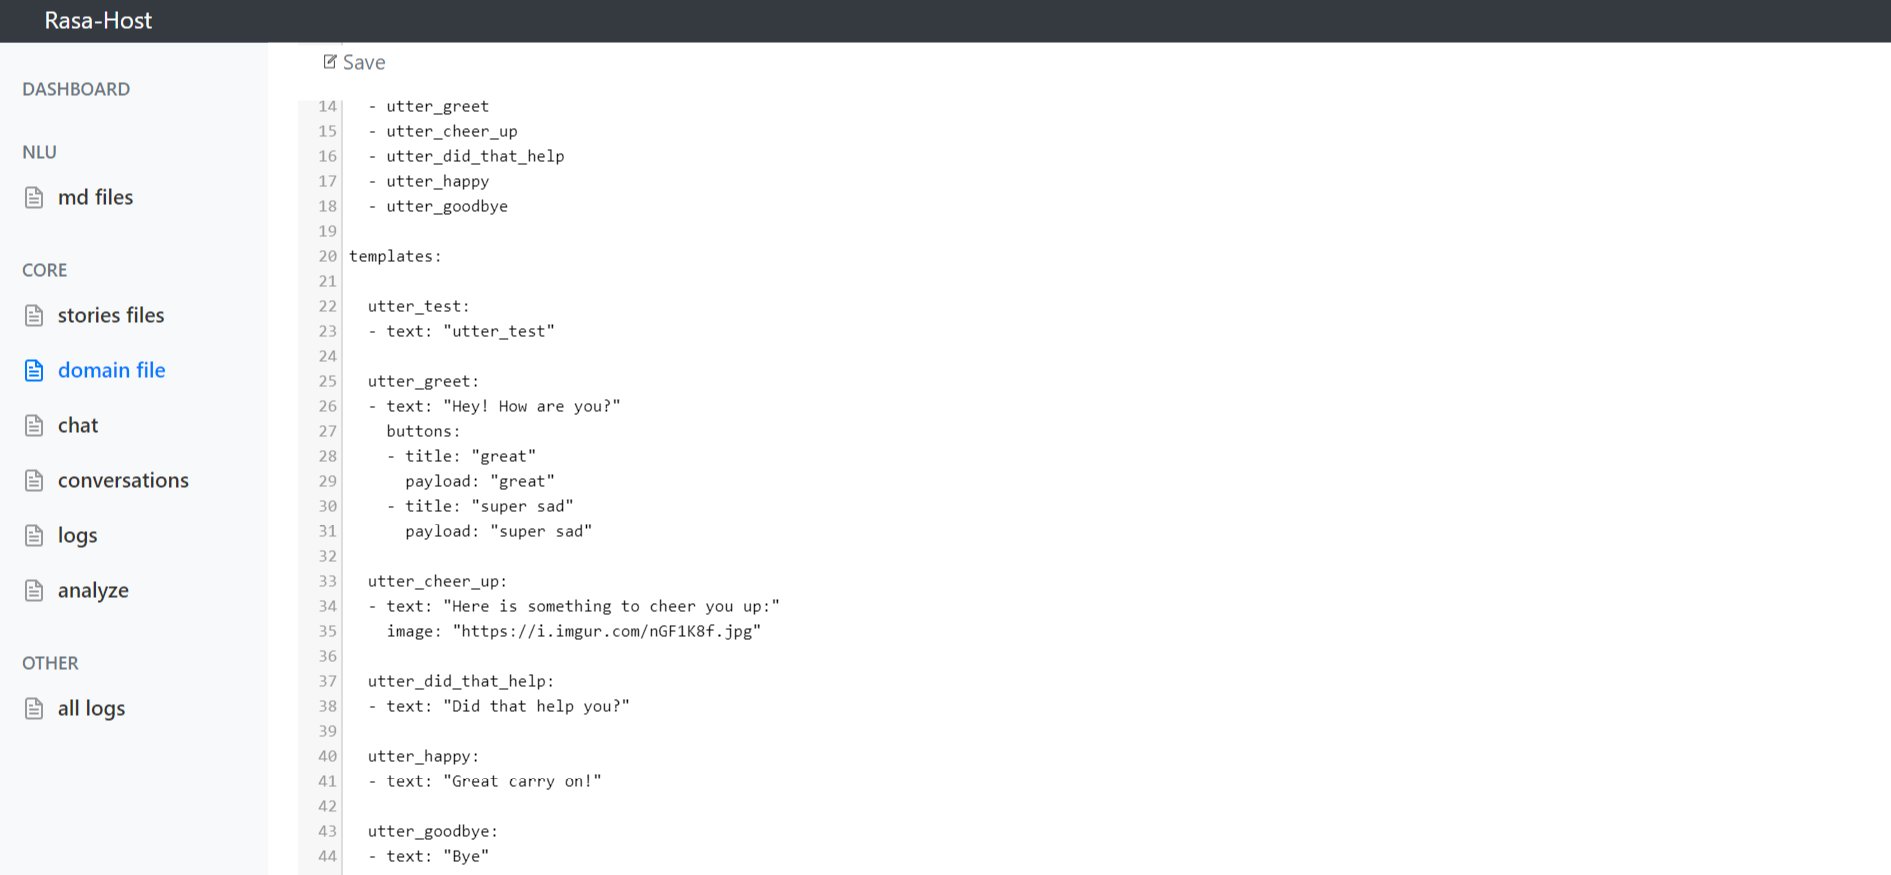 Rasa-Host
DASHBOARD
NLU
md files
CORE
stories files
domain file
chat
conversations
logs
analyze
OTHER
all logs
Save
14   - utter_greet
15   - utter_cheer_up
16   - utter_did_that_help
17   - utter_happy
18   - utter_goodbye
19
20 templates:
21
22   utter_test:
23   - text: "utter_test"
24
25   utter_greet:
26   - text: "Hey! How are you?"
27     buttons:
28     - title: "great"
29       payload: "great"
30     - title: "super sad"
31       payload: "super sad"
32
33   utter_cheer_up:
34   - text: "Here is something to cheer you up:"
35     image: "https://i.imgur.com/nGF1K8f.jpg"
36
37   utter_did_that_help:
38   - text: "Did that help you?"
39
40   utter_happy:
41   - text: "Great carry on!"
42
43   utter_goodbye:
44   - text: "Bye"